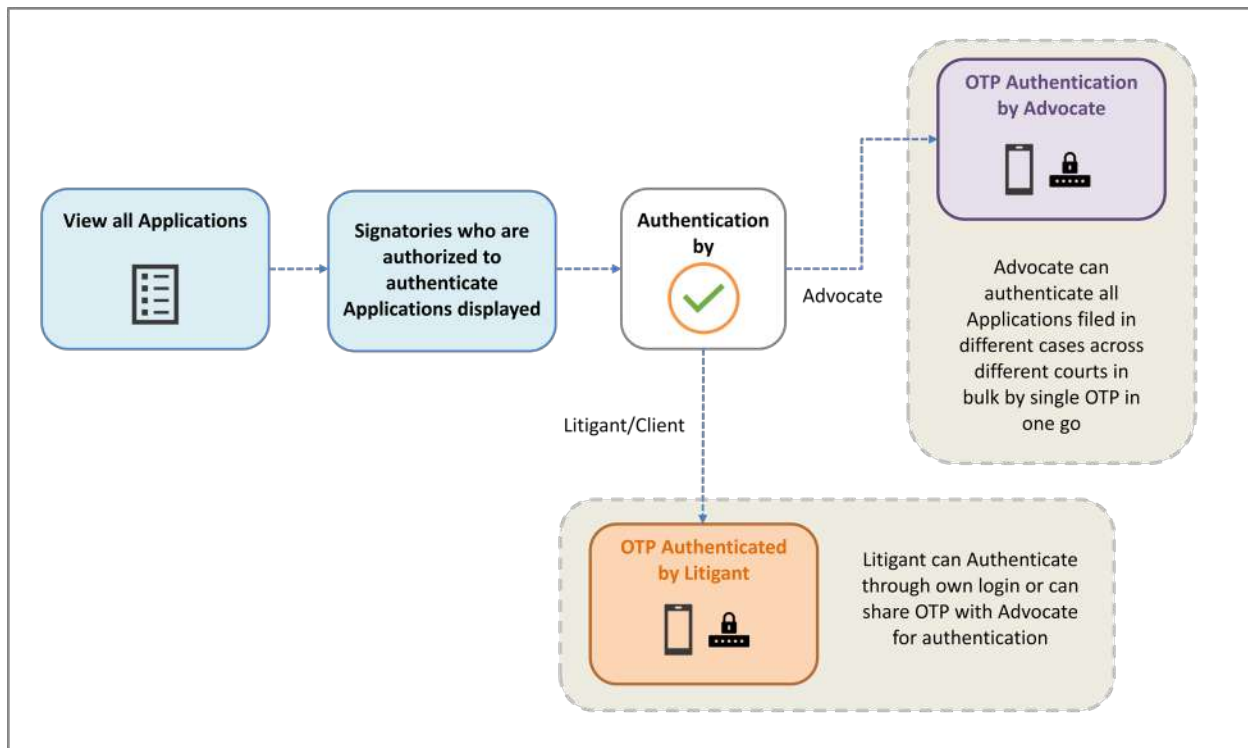 OTP Authentication
by Advocate
View all Applications
Signatories who are
authorized to
authenticate
Applications displayed
Authentication
by
Advocate
Advocate can
authenticate all
Applications filed in
different cases across
different courts in
bulk by single OTP in
one go
Litigant/Client
OTP Authenticated
by Litigant
Litigant can Authenticate
through own login or can
share OTP with Advocate
for authentication